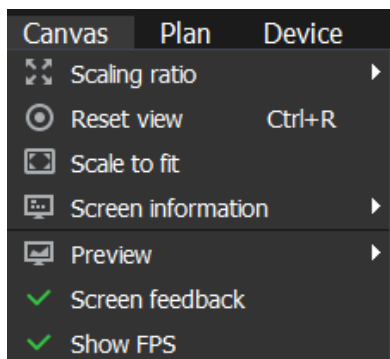 Canvas Plan Device
Scaling ratio
Reset view Ctrl+R
Scale to fit
Screen information
Preview
Screen feedback
Show FPS